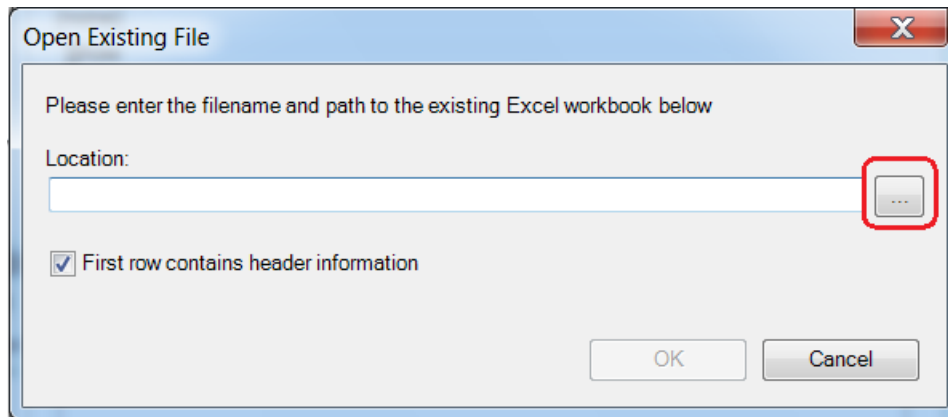 Open Existing File
Please enter the filename and path to the existing Excel workbook below
Location:
...
First row contains header information
OK
Cancel